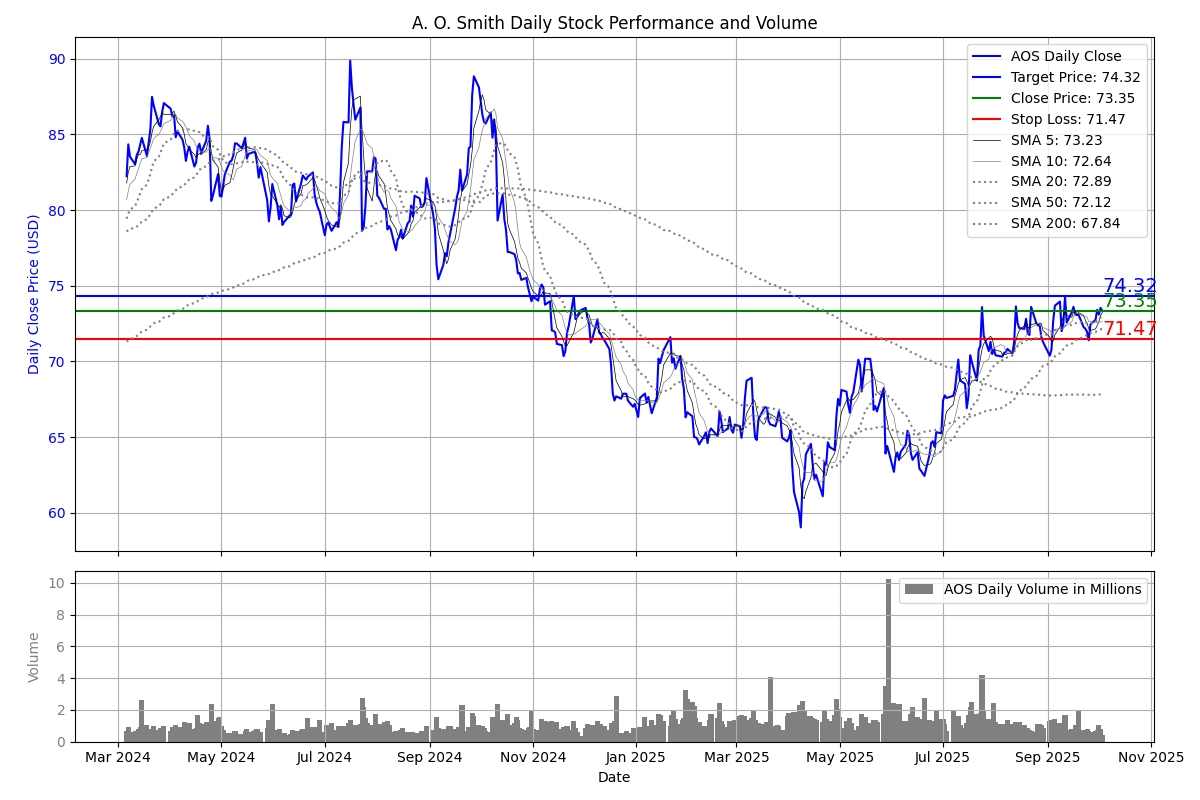 A. O. Smith Daily Stock Performance and Volume
Daily Close Price (USD)
90
85
80
75
70
65
60
AOS Daily Close
Target Price: 74.32
Close Price: 73.35
Stop Loss: 71.47
SMA 5: 73.23
SMA 10: 72.64
SMA 20: 72.89
SMA 50: 72.12
SMA 200: 67.84
74.32
73.35
71.47
Volume
10
8
6
4
2
0
AOS Daily Volume in Millions
Mar 2024 May 2024 Jul 2024 Sep 2024 Nov 2024 Jan 2025 Mar 2025 May 2025 Jul 2025 Sep 2025 Nov 2025
Date